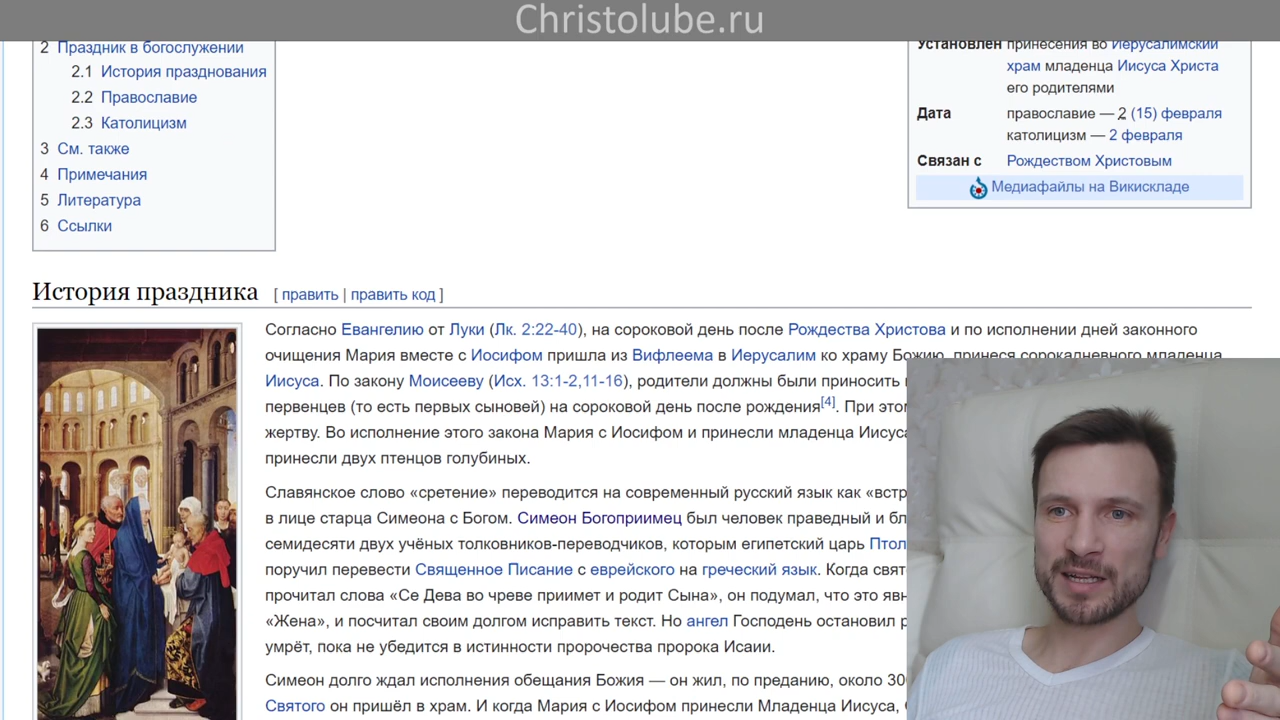 Christolube.ru
2 Праздник в богослужении
2.1 История празднования
2.2 Православие
2.3 Католицизм
3 См. также
4 Примечания
5 Литература
6 Ссылки
Установлен принесения во Иерусалимский
храм младенца Иисуса Христа
его родителями
Дата православие — 2 (15) февраля
католицизм — 2 февраля
Связан с Рождеством Христовым
Медиафайлы на Викискладе
История праздника [ править | править код ]
Согласно Евангелию от Луки (Лк. 2:22-40), на сороковой день после Рождества Христова и по исполнении дней законного
очищения Мария вместе с Иосифом пришла из Вифлеема в Иерусалим ко храму Божию, принеся сорокадневного младенца
Иисуса. По закону Моисееву (Исх. 13:1-2,11-16), родители должны были приносить
первенцев (то есть первых сыновей) на сороковой день после рождения[4]. При
жертву. Во исполнение этого закона Мария с Иосифом и принесли младенца Иисуса
принесли двух птенцов голубиных.
Славянское слово «сретение» переводится на современный русский язык как
в лице старца Симеона с Богом. Симеон Богоприимец был человек праведный и
семидесяти двух учёных толковников-переводчиков, которым египетский царь
поручил перевести Священное Писание с еврейского на греческий язык. Когда
прочитал слова «Се Дева во чреве приимет и родит Сына», он подумал, что это
«Жена», и посчитал своим долгом исправить текст. Но ангел Господень остановил
умрёт, пока не убедится в истинности пророчества пророка Исаии.
Симеон долго ждал исполнения обещания Божия — он жил, по преданию, около
Святого он пришёл в храм. И когда Мария с Иосифом принесли Младенца Иисуса,